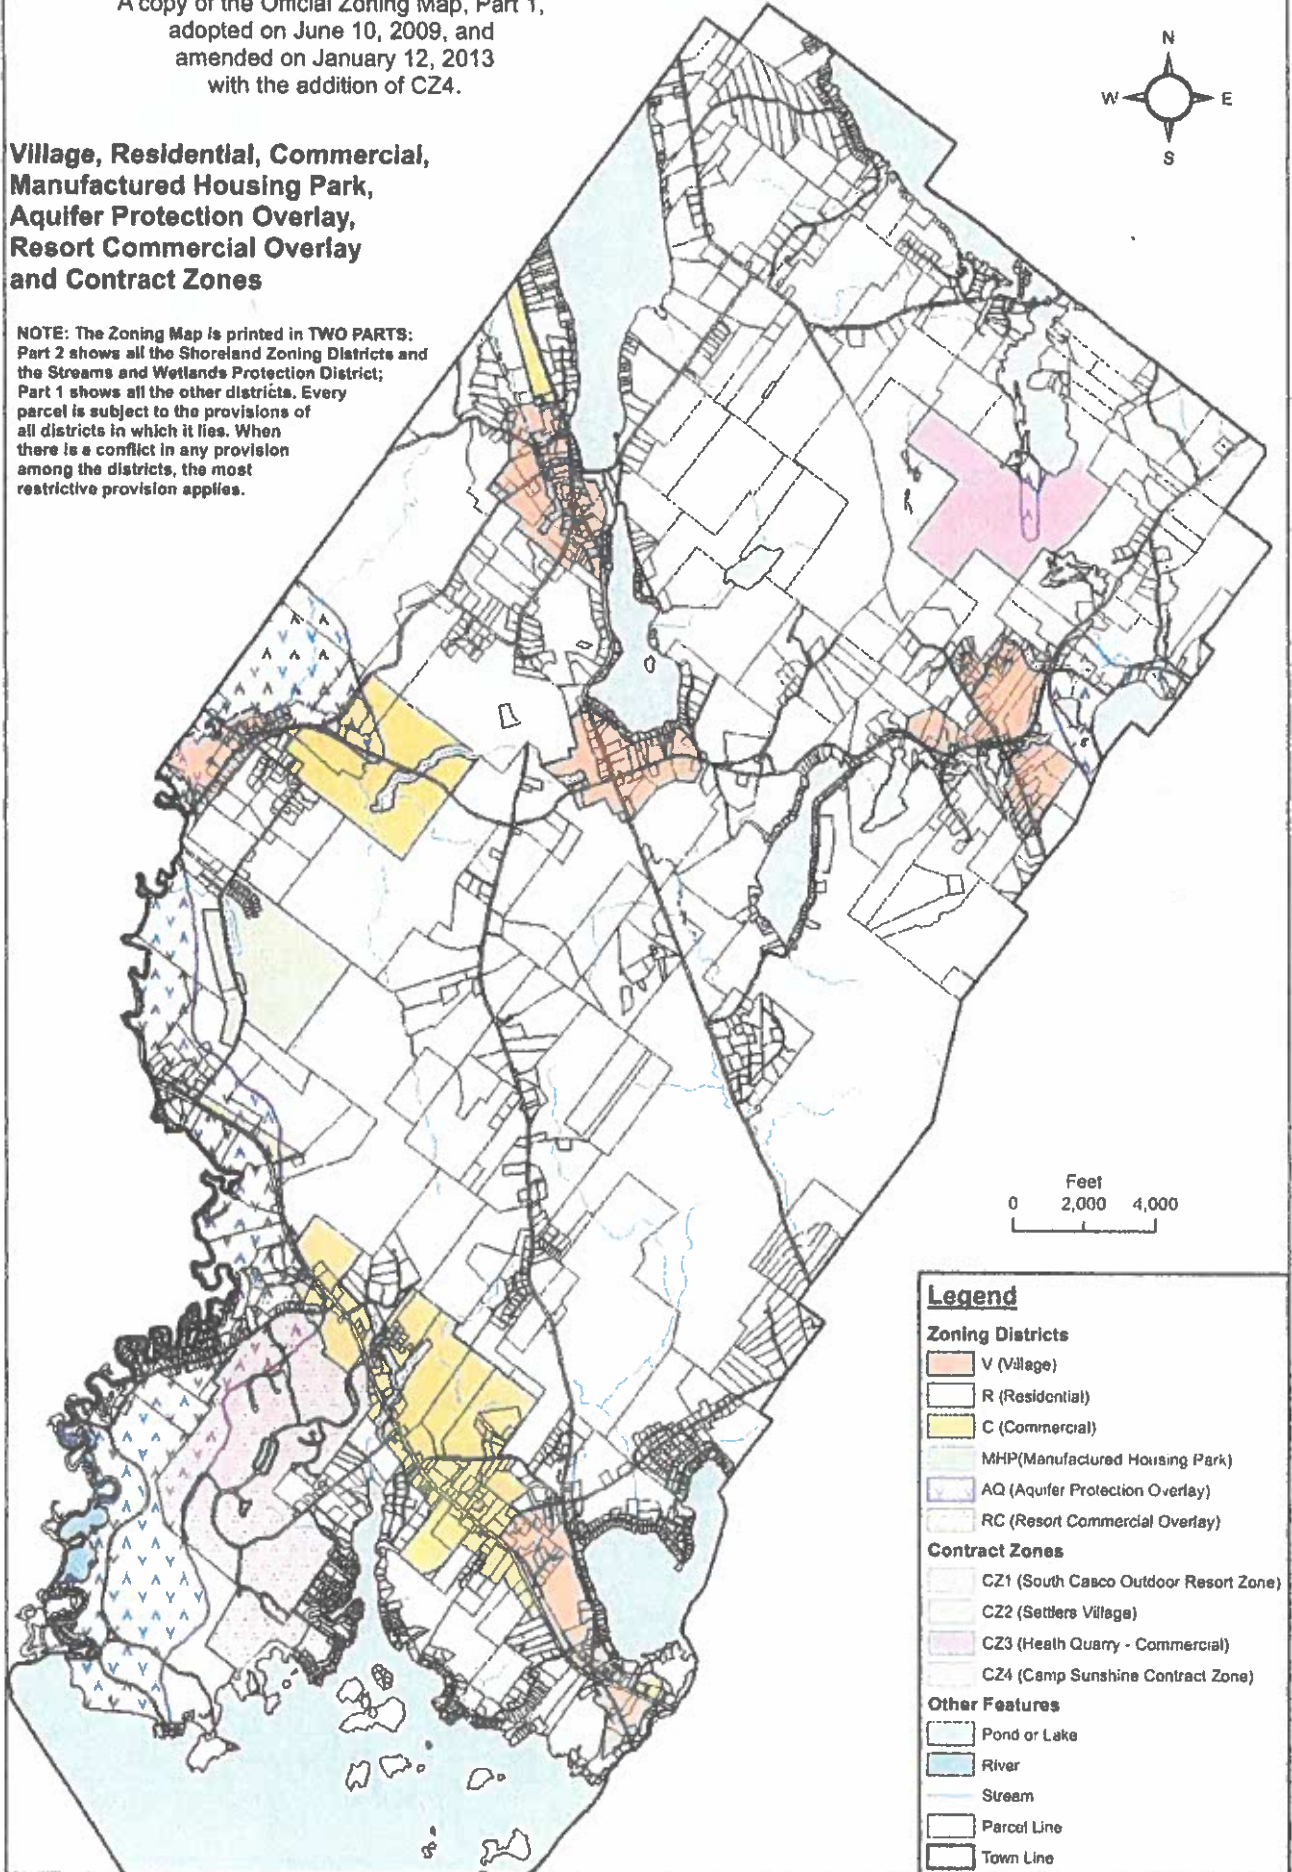 A copy of the Official Zoning Map, Part 1,
adopted on June 10, 2009, and
amended on January 12, 2013
with the addition of CZ4.
Village, Residential, Commercial,
Manufactured Housing Park,
Aquifer Protection Overlay,
Resort Commercial Overlay
and Contract Zones
NOTE: The Zoning Map is printed in TWO PARTS:
Part 2 shows all the Shoreland Zoning Districts and
the Streams and Wetlands Protection District;
Part 1 shows all the other districts. Every
parcel is subject to the provisions of
all districts in which it lies. When
there is a conflict in any provision
among the districts, the most
restrictive provision applies.
N
W E
S
Feet
0 2,000 4,000
Legend
Zoning Districts
V (Village)
R (Residential)
C (Commercial)
MHP(Manufactured Housing Park)
AQ (Aquifer Protection Overlay)
RC (Resort Commercial Overlay)
Contract Zones
CZ1 (South Casco Outdoor Resort Zone)
CZ2 (Settlers Village)
CZ3 (Heath Quarry - Commercial)
CZ4 (Camp Sunshine Contract Zone)
Other Features
Pond or Lake
River
Stream
Parcel Line
Town Line